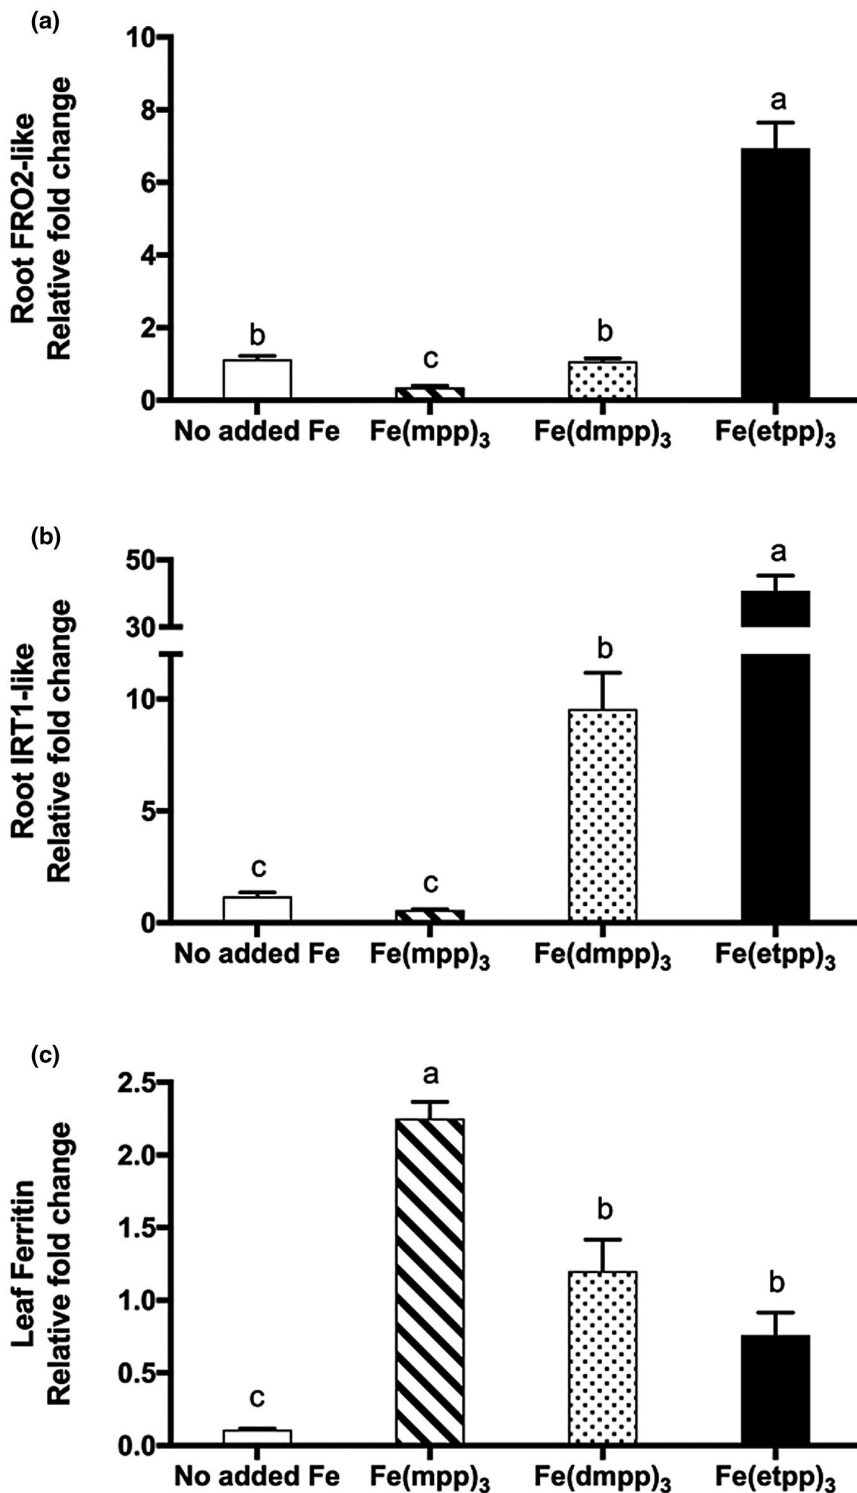 (a)
Root FRO2-like
Relative fold change
10
8
6
4
2
0
b
c
b
a
No added Fe
Fe(mpp)3
Fe(dmpp)3
Fe(etpp)3
(b)
Root IRT1-like
Relative fold change
50
30
10
5
0
c
c
b
a
No added Fe
Fe(mpp)3
Fe(dmpp)3
Fe(etpp)3
(c)
Leaf Ferritin
Relative fold change
2.5
2.0
1.5
1.0
0.5
0.0
c
a
b
b
No added Fe
Fe(mpp)3
Fe(dmpp)3
Fe(etpp)3